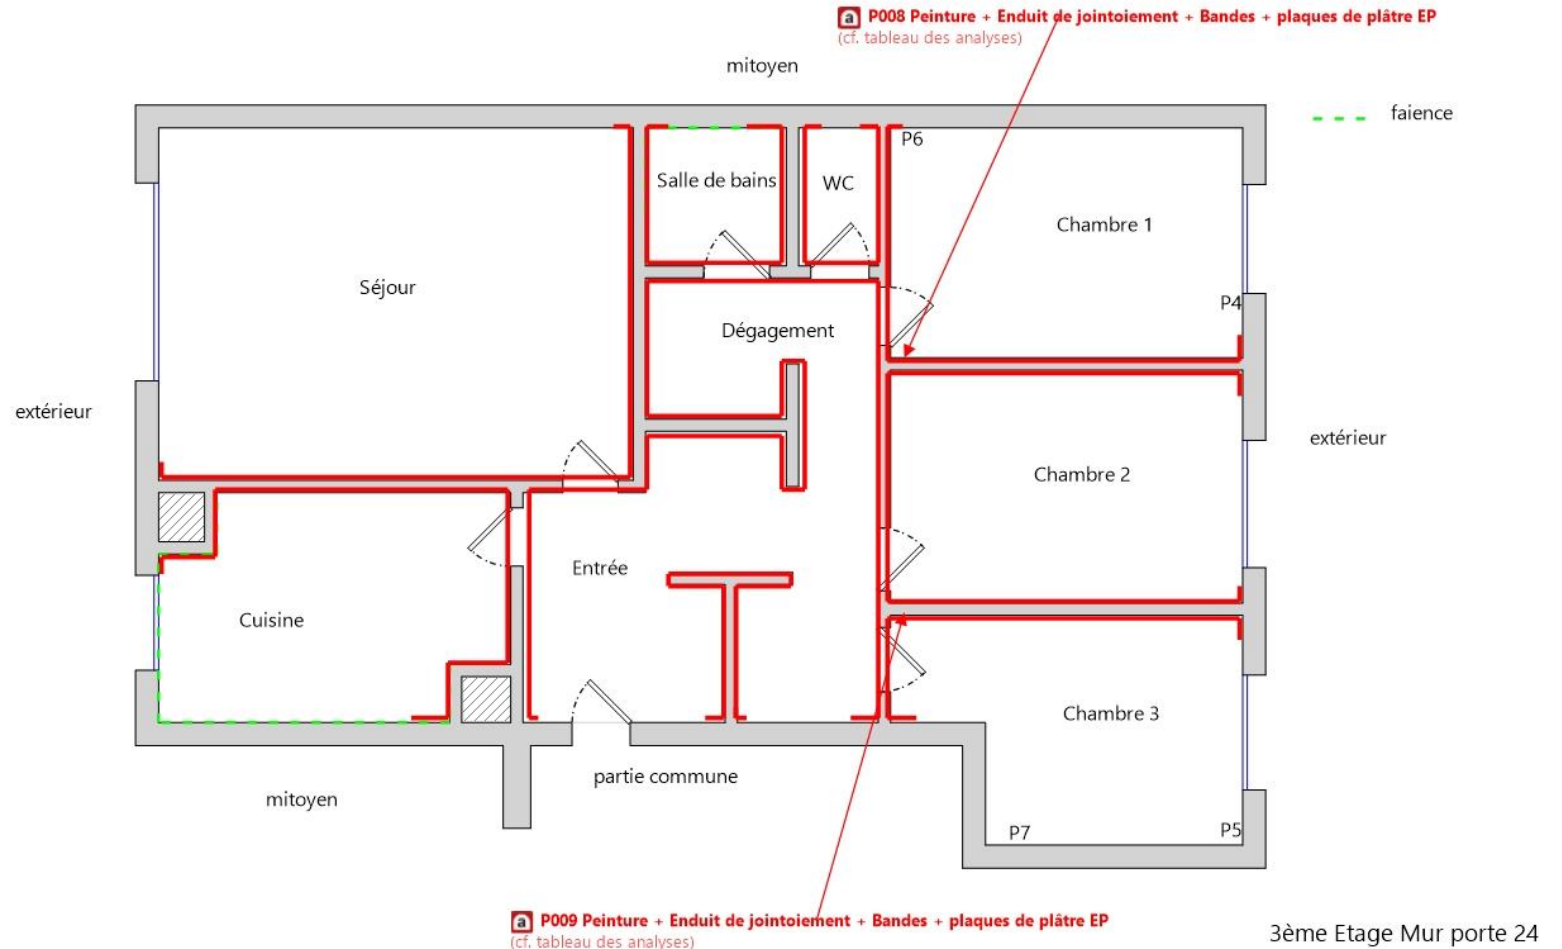 a P008 Peinture + Enduit de jointoiement + Bandes + plaques de plâtre EP
(cf. tableau des analyses)
mitoyen
faience
P6
Salle de bains
WC
Chambre 1
Séjour
P4
Dégagement
extérieur
extérieur
Chambre 2
Entrée
Cuisine
Chambre 3
partie commune
mitoyen
P7
P5
a P009 Peinture + Enduit de jointoiement + Bandes + plaques de plâtre EP
(cf. tableau des analyses)
3ème Etage Mur porte 24